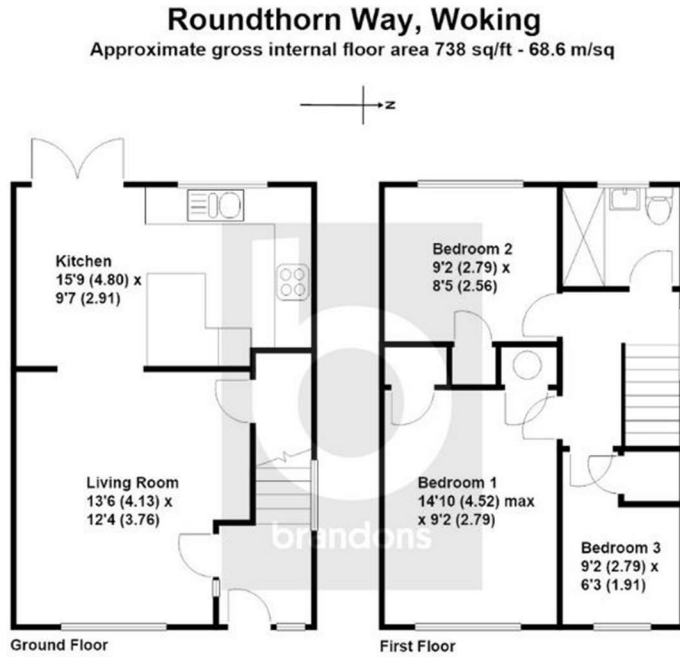 Roundthorn Way, Woking
Approximate gross internal floor area 738 sq/ft - 68.6 m/sq
N
Kitchen
15'9 (4.80) x
9'7 (2.91)
Living Room
13'6 (4.13) x
12'4 (3.76)
Ground Floor
Bedroom 2
9'2 (2.79) x
8'5 (2.56)
Bedroom 1
14'10 (4.52) max
x 9'2 (2.79)
Bedroom 3
9'2 (2.79) x
6'3 (1.91)
First Floor
b
brandons